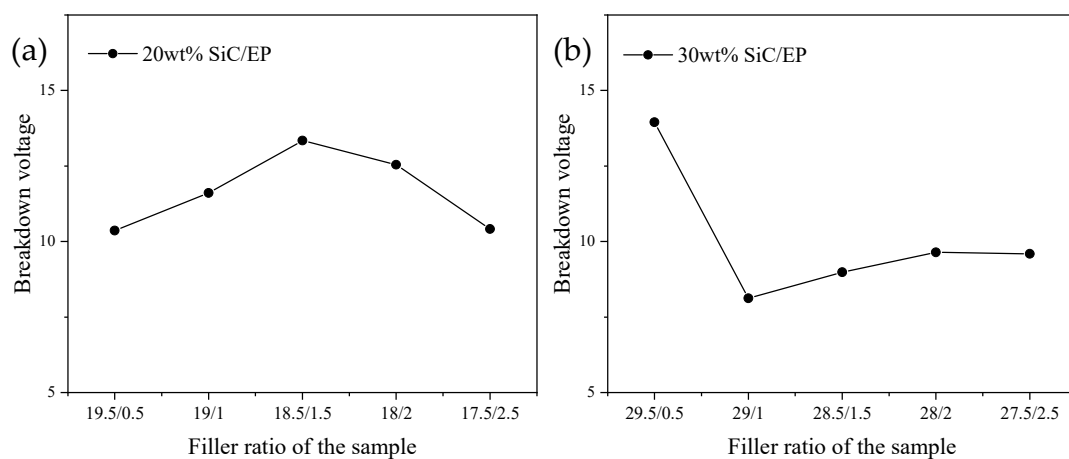 (a)
20wt% SiC/EP
Breakdown voltage
15
10
5
19.5/0.5 19/1 18.5/1.5 18/2 17.5/2.5
Filler ratio of the sample
(b)
30wt% SiC/EP
Breakdown voltage
15
10
5
29.5/0.5 29/1 28.5/1.5 28/2 27.5/2.5
Filler ratio of the sample